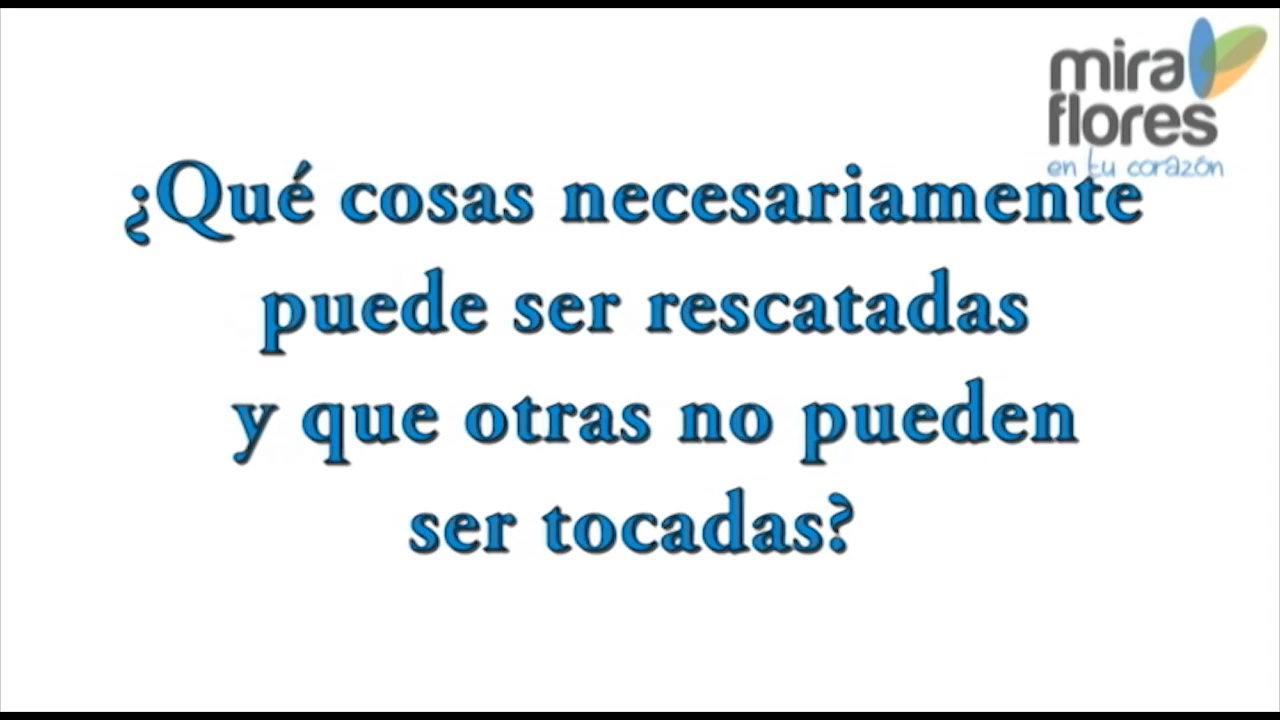 mira
flores
en tu corazón
¿Qué cosas necesariamente
puede ser rescatadas
y que otras no pueden
ser tocadas?